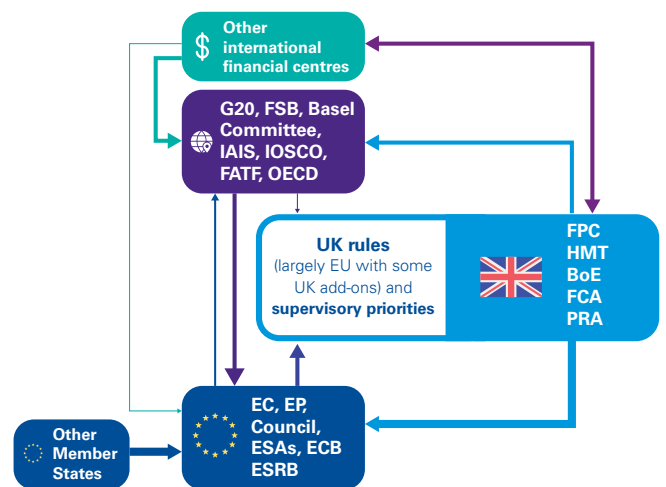 $
Other
international
financial centres
G20, FSB, Basel
Committee,
IAIS, IOSCO,
FATF, OECD
UK rules
(largely EU with some
UK add-ons) and
supervisory priorities
FPC
HMT
BoE
FCA
PRA
EC, EP,
Council,
ESAs, ECB
ESRB
Other
Member
States